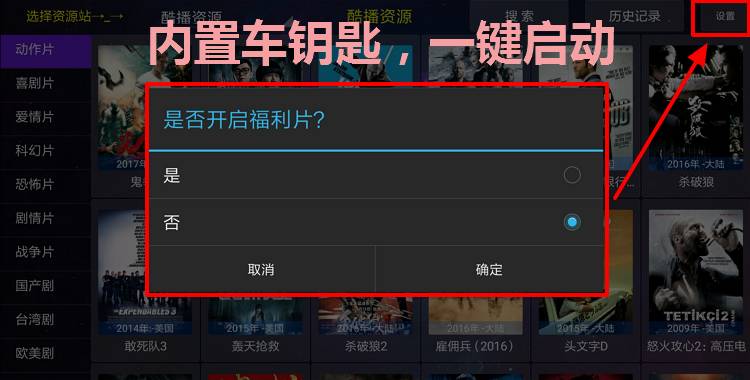 选择资源站→_→
酷播资源
酷播资源
搜 索
历史记录
设置
内置车钥匙，一键启动
动作片
喜剧片
爱情片
科幻片
恐怖片
剧情片
战争片
国产剧
台湾剧
欧美剧
是否开启福利片？
是
否
取消
确定
2017年
2016年 -大陆
杀破狼
THE EXPENDABLES 3
TETİKÇİ 2
2014年 -美国
2015年 -美国
2015年 -大陆
2016年 -美国
2015年 -大陆
2009年 -美国
敢死队3
轰天抢救
杀破狼2
雇佣兵 (2016)
头文字D
怒火攻心2：高压电